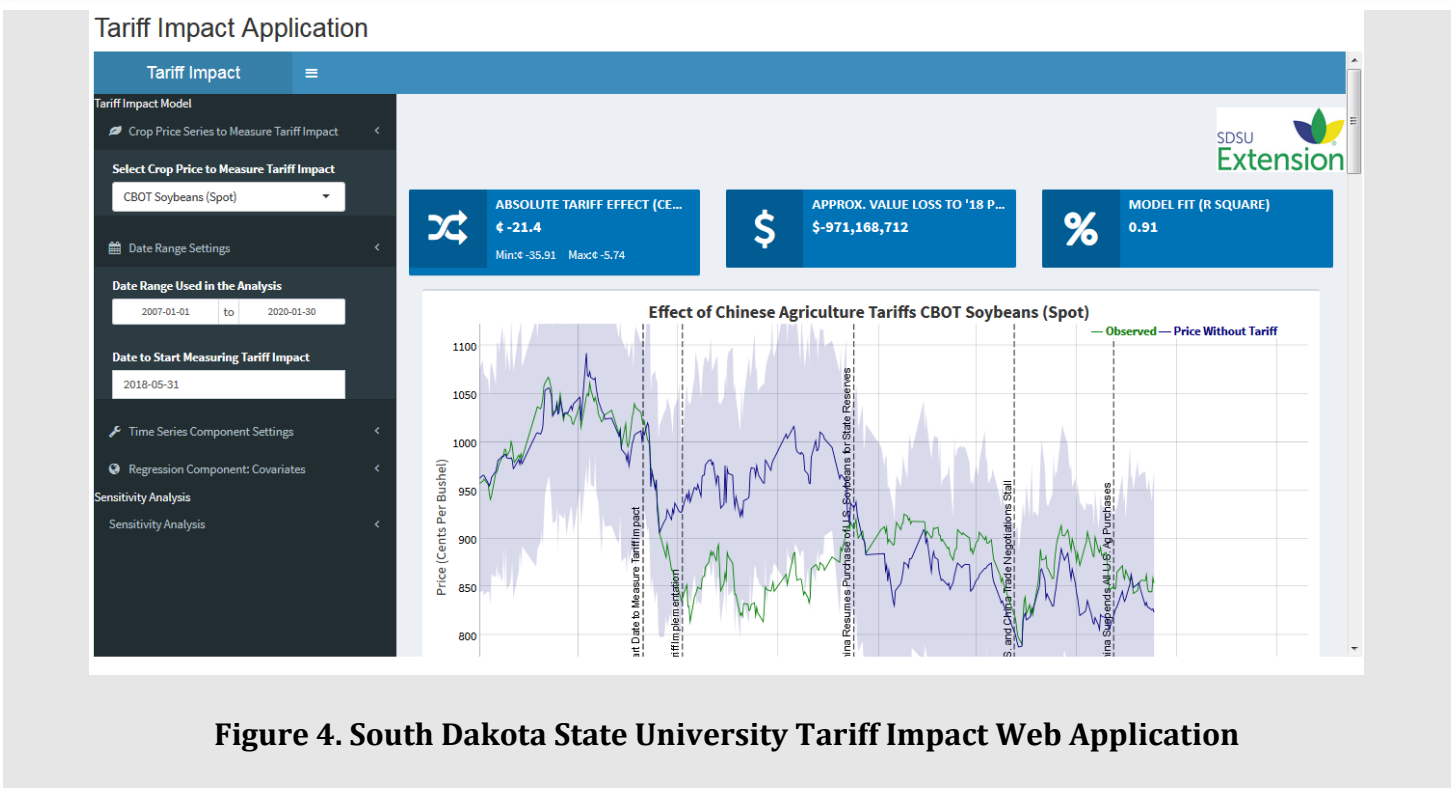 Tariff Impact Application
Tariff Impact
Tariff Impact Model
Crop Price Series to Measure Tariff Impact
Select Crop Price to Measure Tariff Impact
CBOT Soybeans (Spot)
Date Range Settings
Date Range Used in the Analysis
2007-01-01 to 2020-01-30
Date to Start Measuring Tariff Impact
2018-05-31
Time Series Component Settings
Regression Component: Covariates
Sensitivity Analysis
Sensitivity Analysis
SDSU
Extension
ABSOLUTE TARIFF EFFECT (CE...
¢ -21.4
Min:¢ -35.91 Max:¢ -5.74
$
APPROX. VALUE LOSS TO '18 P...
$-971,168,712
%
MODEL FIT (R SQUARE)
0.91
Effect of Chinese Agriculture Tariffs CBOT Soybeans (Spot)
— Observed — Price Without Tariff
Price (Cents Per Bushel)
1100
1050
1000
950
900
850
800
art Date to Measure Tariff Impact
riff Implementation
ina Resumes Purchase of U.S. Soybeans for State Reserves
S. and China Trade Negotiations Stall
ina Suspends All U.S. Ag Purchases
Figure 4. South Dakota State University Tariff Impact Web Application